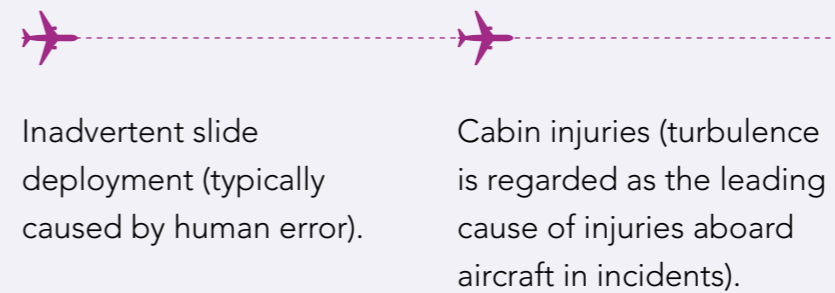 Inadvertent slide
deployment (typically
caused by human error).
Cabin injuries (turbulence
is regarded as the leading
cause of injuries aboard
aircraft in incidents).